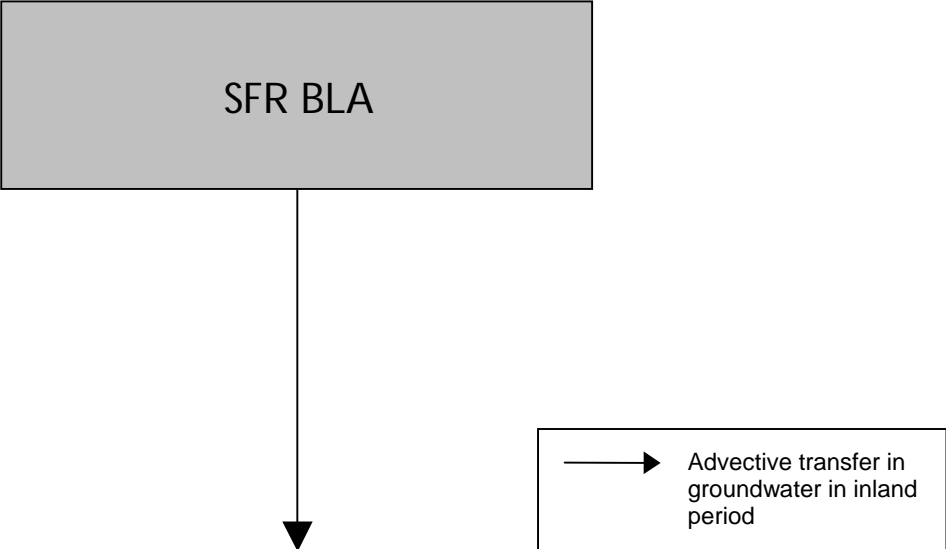 SFR BLA
Advective transfer in
groundwater in inland
period